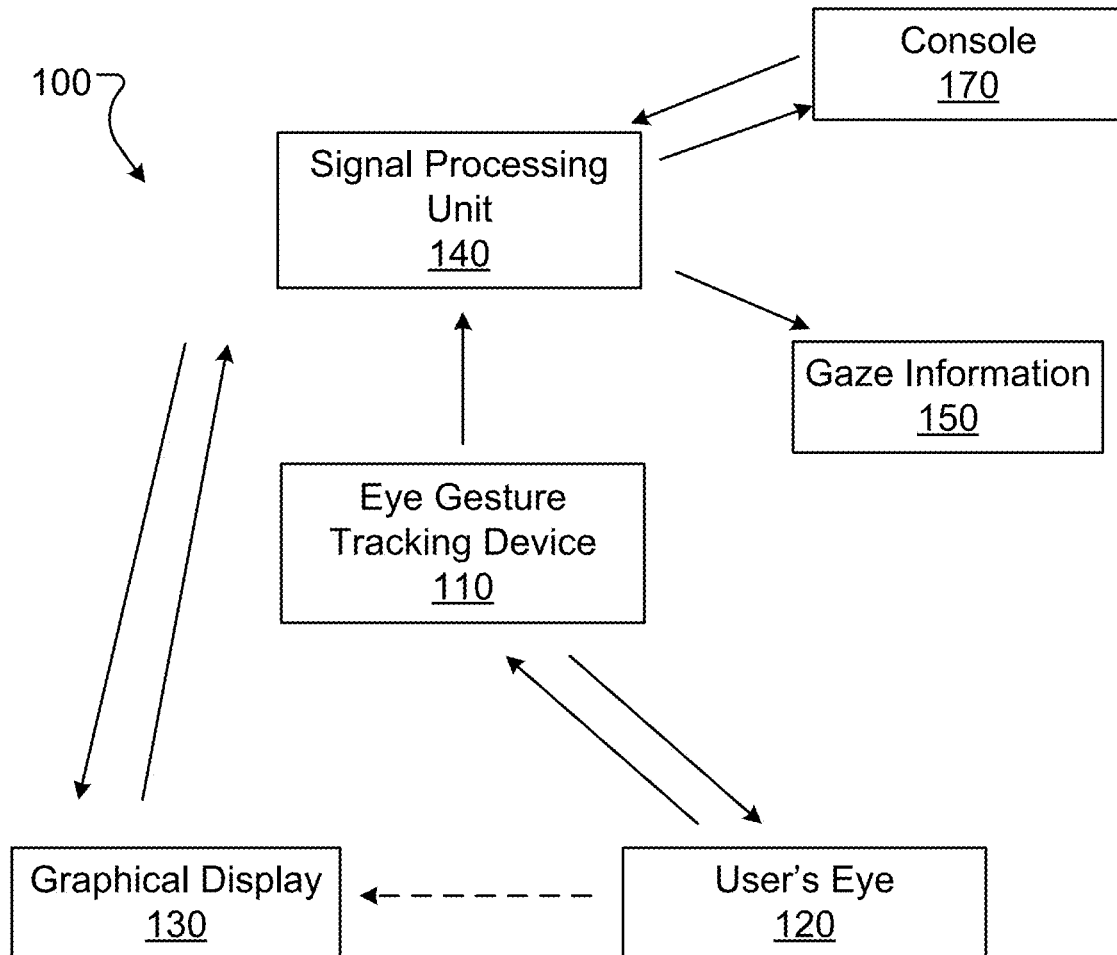 Console
170
100
Signal Processing
Unit
140
Gaze Information
150
Eye Gesture
Tracking Device
110
Graphical Display
130
User's Eye
120